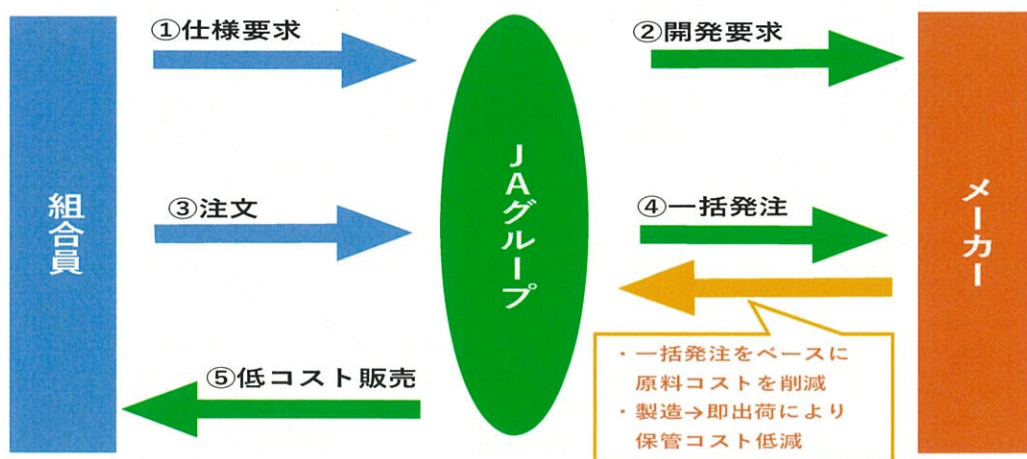 ①仕様要求
②開発要求
組合員
JAグループ
メーカー
③注文
④一括発注
⑤低コスト販売
・一括発注をベースに
原料コストを削減
・製造→即出荷により
保管コスト低減